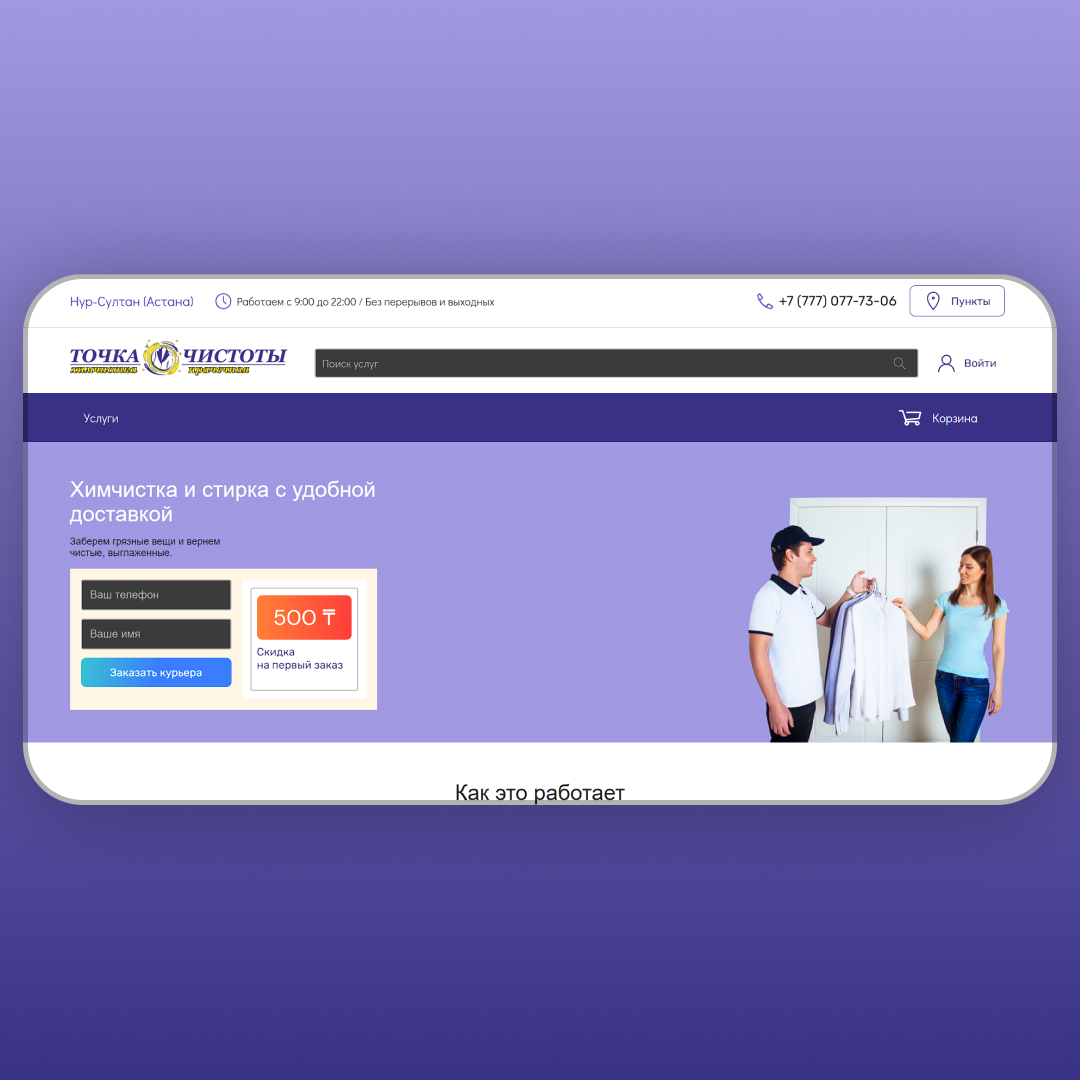 Нур-Султан (Астана)
Работаем с 9:00 до 22:00 / Без перерывов и выходных
+7 (777) 077-73-06
Пункты
ТОЧКА ЧИСТОТЫ
химчистка прачечная
Поиск услуг
Войти
Услуги
Корзина
Химчистка и стирка с удобной
доставкой
Заберем грязные вещи и вернем
чистые, выглаженные.
Ваш телефон
Ваше имя
Заказать курьера
500 ₸
Скидка
на первый заказ
Как это работает